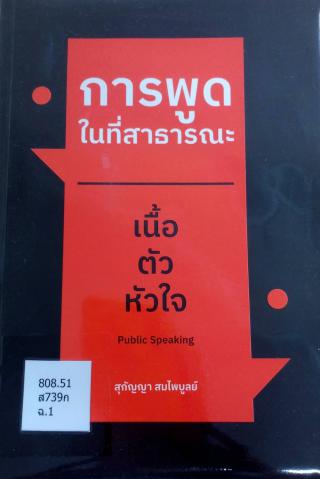 การพูด
ในที่สาธารณะ
เนื้อ
ตัว
หัวใจ
Public Speaking
สุกัญญา สมไพบูลย์
808.51
ส739ก
ฉ.1